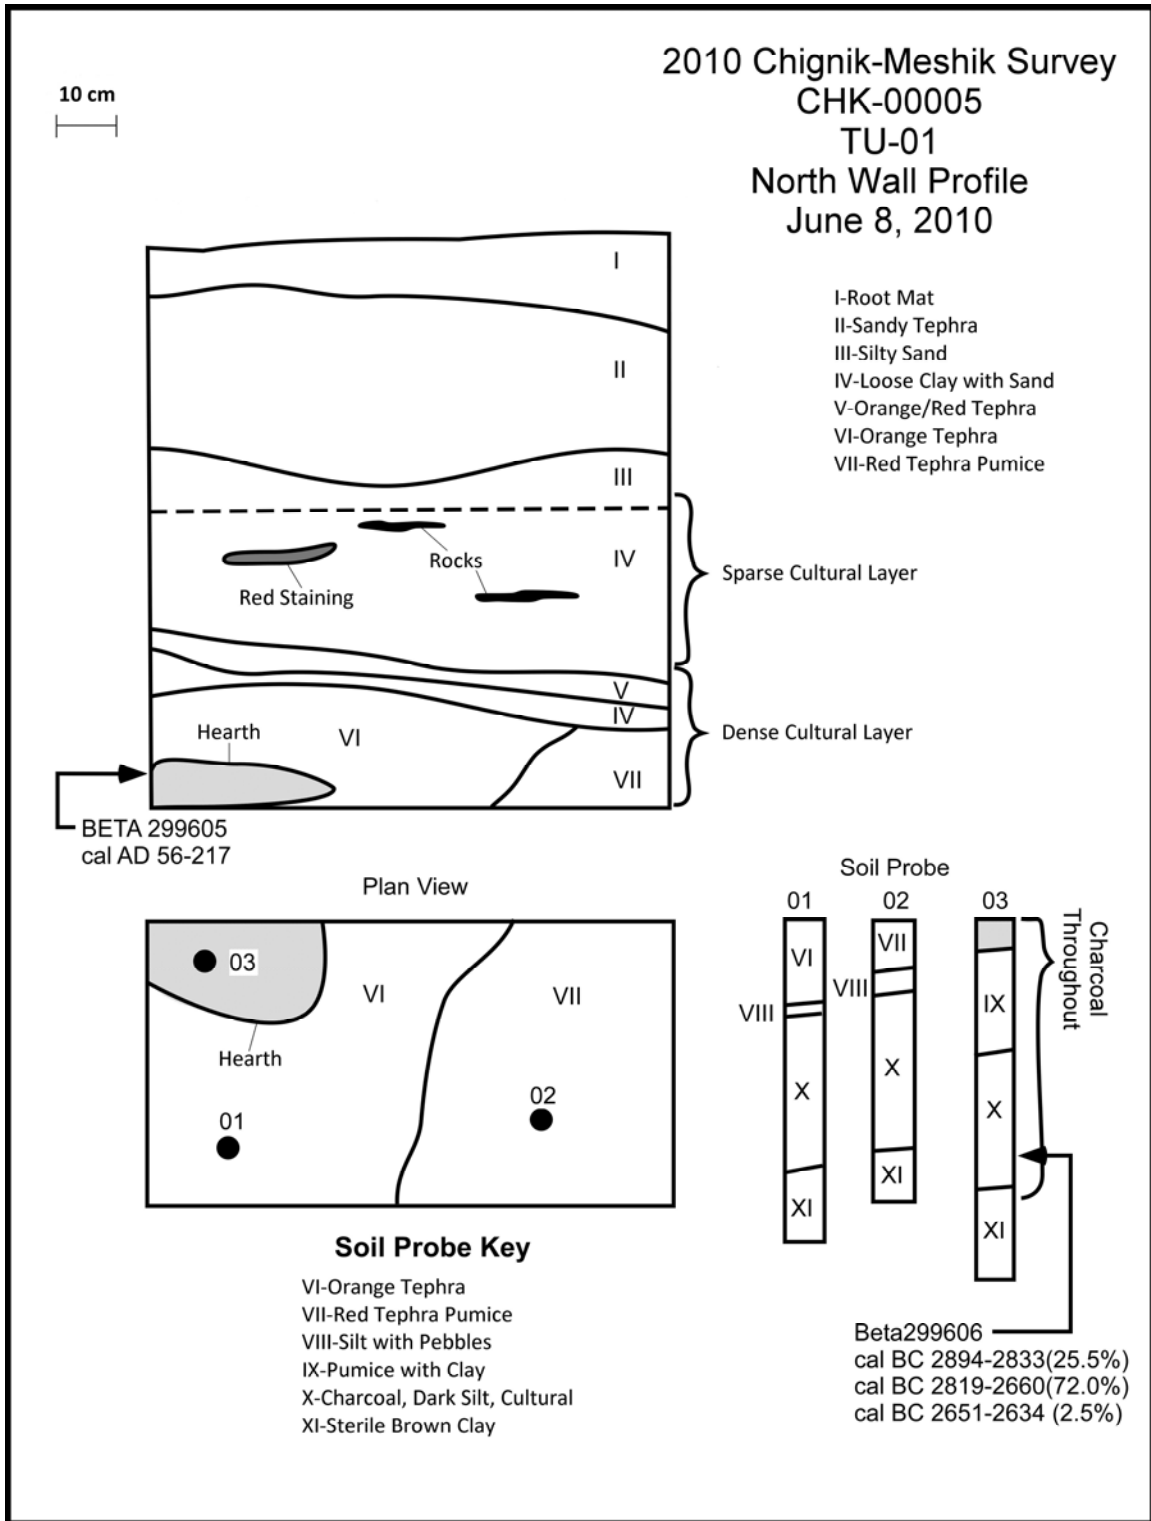 2010 Chignik-Meshik Survey
CHK-00005
TU-01
North Wall Profile
June 8, 2010
10 cm
I-Root Mat
II-Sandy Tephra
III-Silty Sand
IV-Loose Clay with Sand
V-Orange/Red Tephra
VI-Orange Tephra
VII-Red Tephra Pumice
I
II
III
IV
Rocks
Red Staining
Sparse Cultural Layer
V
IV
Hearth
VI
VII
Dense Cultural Layer
BETA 299605
cal AD 56-217
Plan View
03
VI
VII
Hearth
01
02
Soil Probe
01
02
03
VI
VIII
X
XI
VII
VIII
X
XI
IX
X
XI
Charcoal
Throughout
Beta299606
cal BC 2894-2833(25.5%)
cal BC 2819-2660(72.0%)
cal BC 2651-2634 (2.5%)
Soil Probe Key
VI-Orange Tephra
VII-Red Tephra Pumice
VIII-Silt with Pebbles
IX-Pumice with Clay
X-Charcoal, Dark Silt, Cultural
XI-Sterile Brown Clay